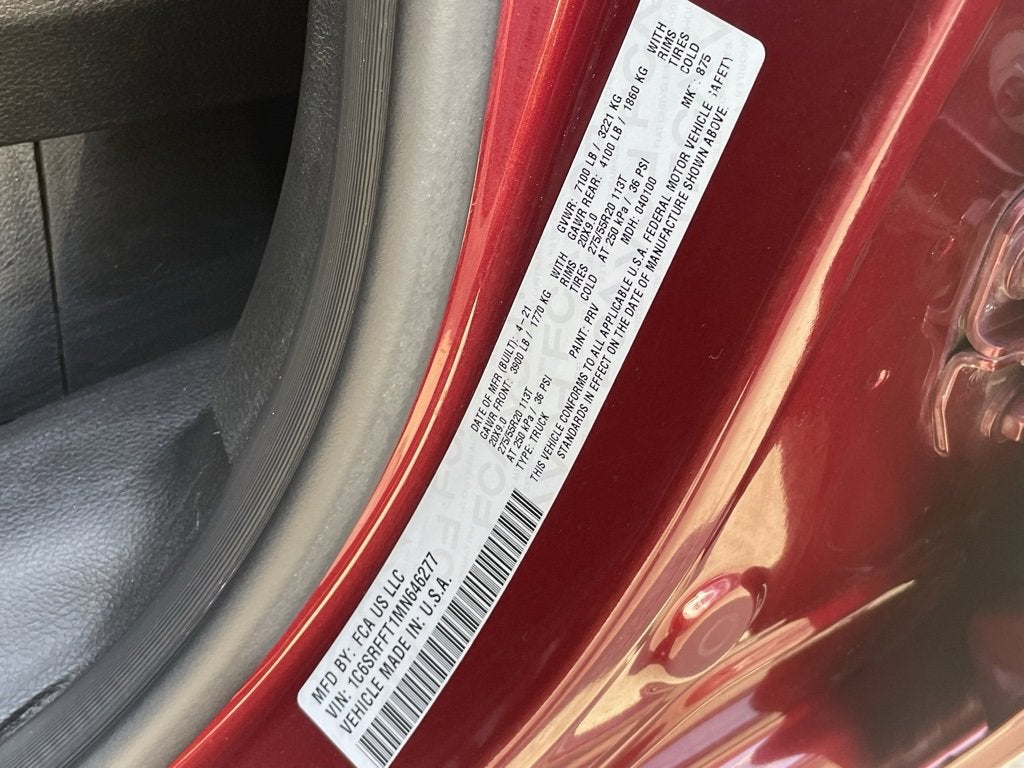 MFD BY: FCA US LLC
VIN: 1C6SRFFT1MN646277
VEHICLE MADE IN: U.S.A.
DATE OF MFR (BUILT): 4-21 GVWR: 7100 LB / 3221 KG
GAWR FRONT: 3900 LB / 1770 KG WITH GAWR REAR: 4100 LB / 1860 KG WITH
20X9.0 RIMS 20X9.0 RIMS
275/55R20 113T TIRES 275/55R20 113T TIRES
AT 250 kPa / 36 PSI COLD AT 250 kPa / 36 PSI COLD
TYPE: TRUCK PAINT: PRV MDH: 040100 875
THIS VEHICLE CONFORMS TO ALL APPLICABLE U.S.A. FEDERAL MOTOR VEHICLE SAFETY
STANDARDS IN EFFECT ON THE DATE OF MANUFACTURE SHOWN ABOVE.